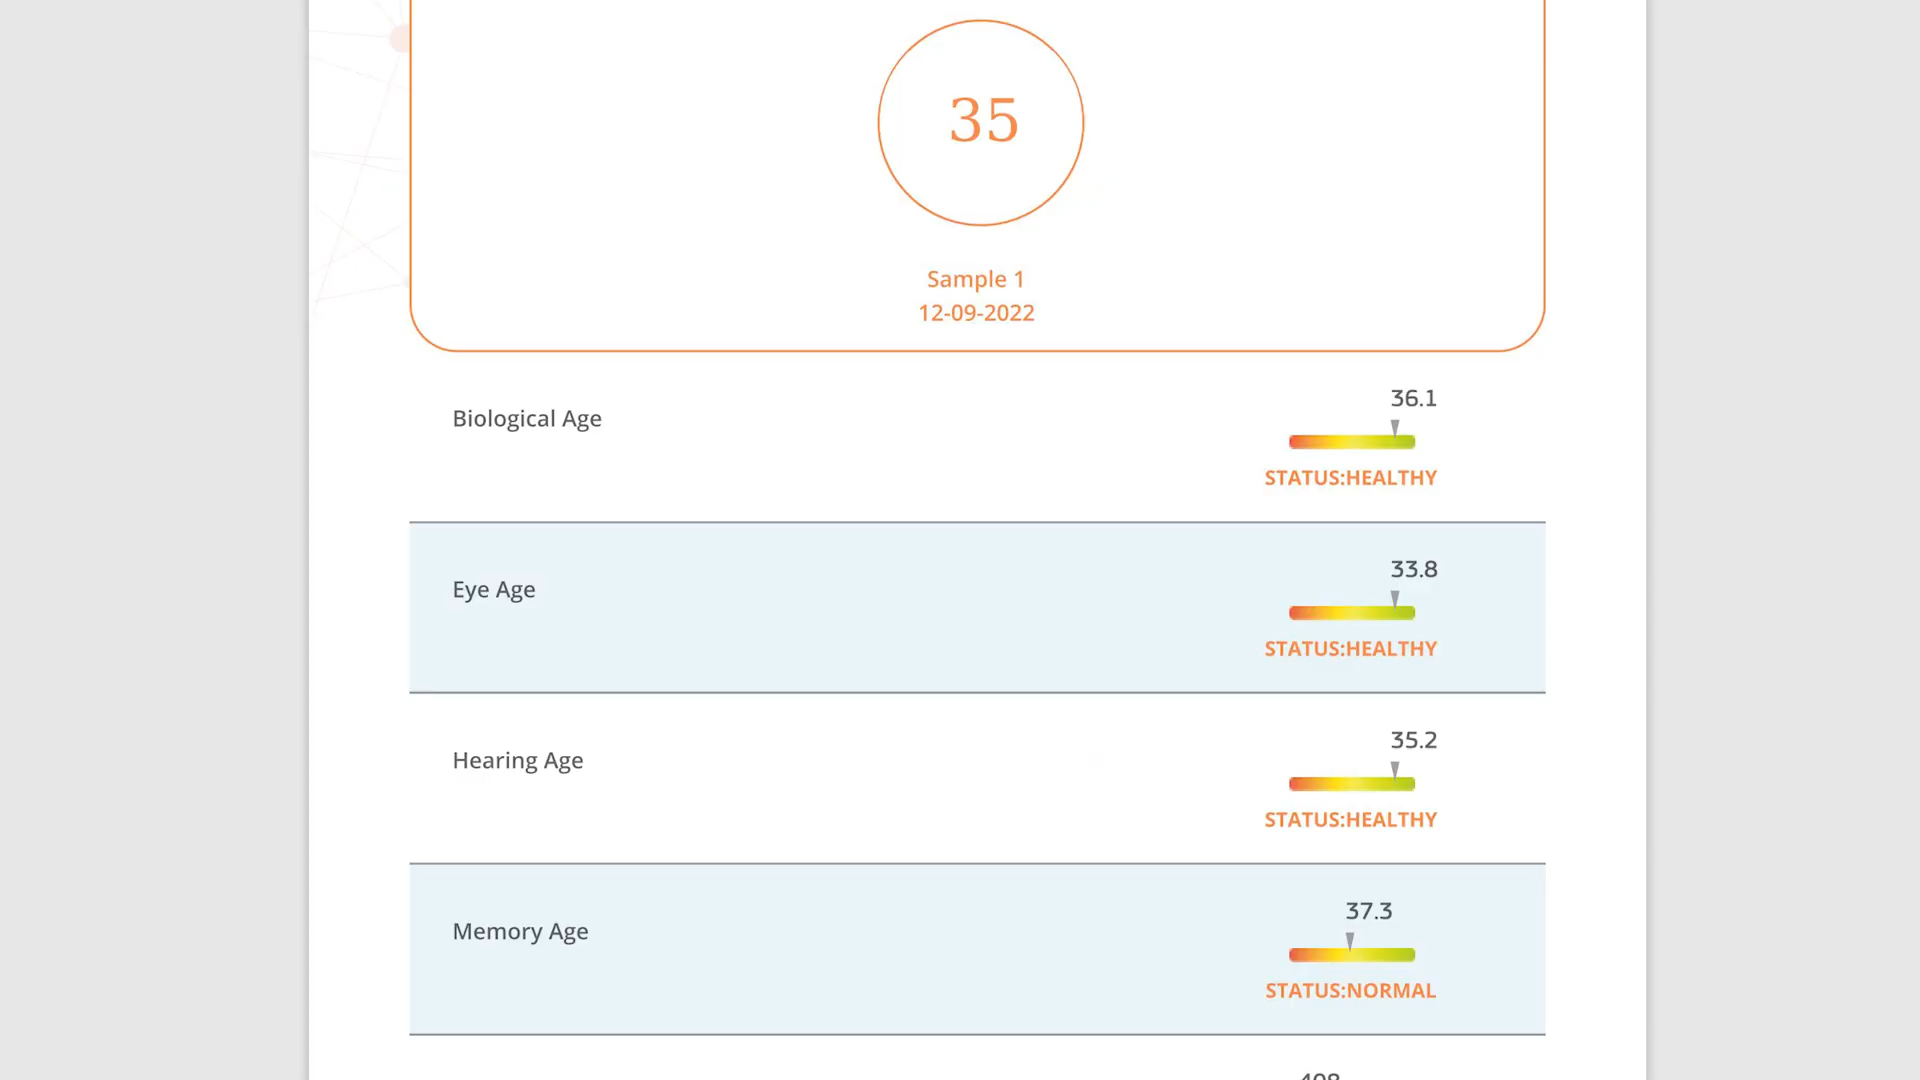 35
Sample 1
12-09-2022
36.1
Biological Age
STATUS:HEALTHY
33.8
Eye Age
STATUS:HEALTHY
35.2
Hearing Age
STATUS:HEALTHY
37.3
Memory Age
STATUS:NORMAL